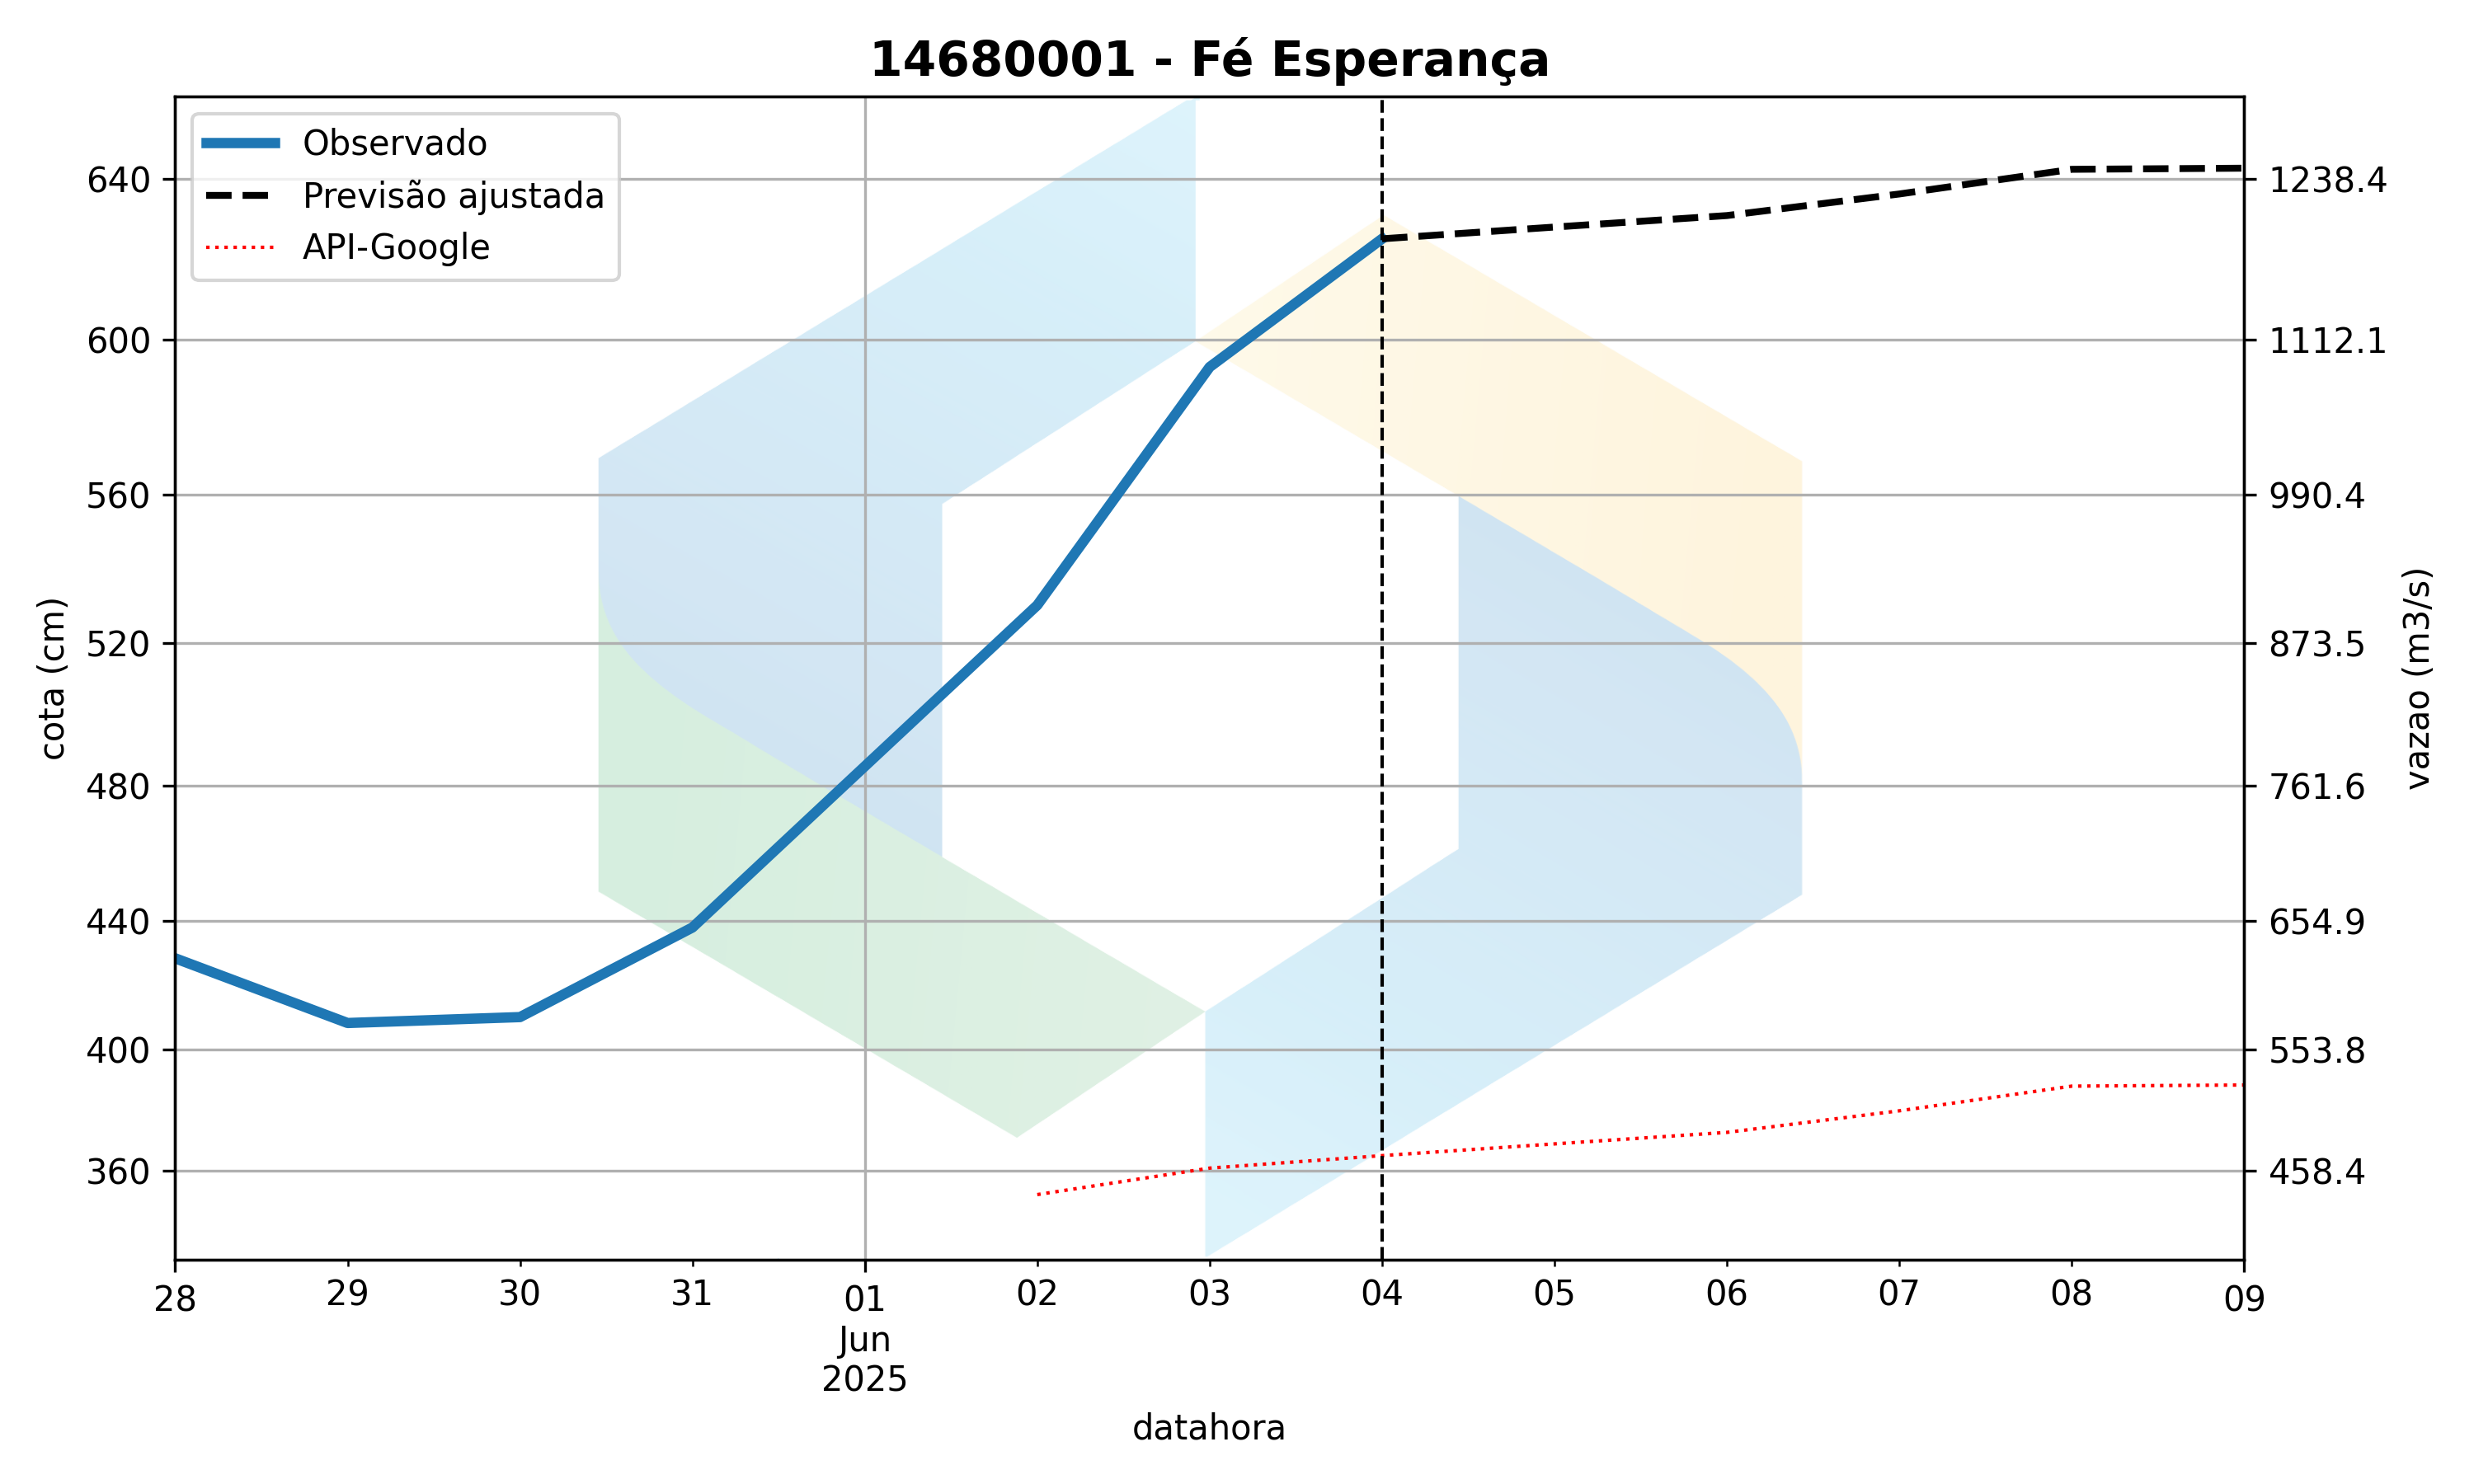 14680001 - Fé Esperança
Observado
Previsão ajustada
API-Google
640
600
560
520
480
440
400
360
cota (cm)
1238.4
1112.1
990.4
873.5
761.6
654.9
553.8
458.4
vazao (m3/s)
28 29 30 31 01 02 03 04 05 06 07 08 09
Jun
2025
datahora